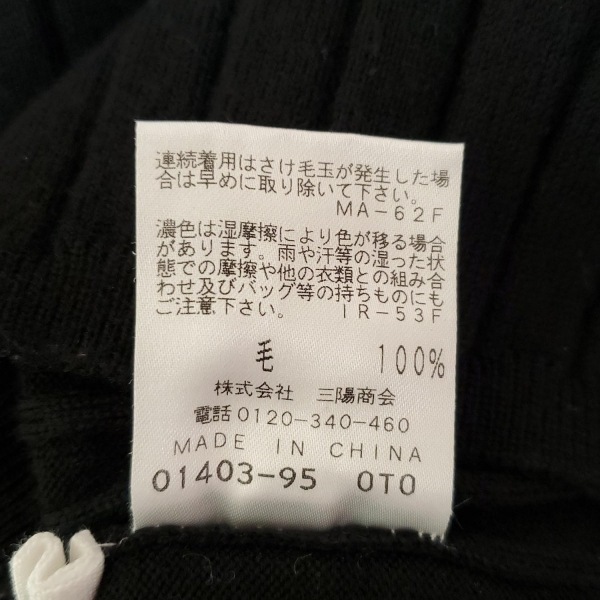 連続着用はさけ毛玉が発生した場
合は早めに取り除いて下さい。
MA-62F
濃色は湿摩擦により色が移る場合
があります。雨や汗等の湿った状
態での摩擦や他の衣類との組み合
わせ及びバッグ等の持ちものにも
ご注意下さい。 IR-53F
毛 100%
株式会社 三陽商会
電話0120-340-460
MADE IN CHINA
01403-95 0T0